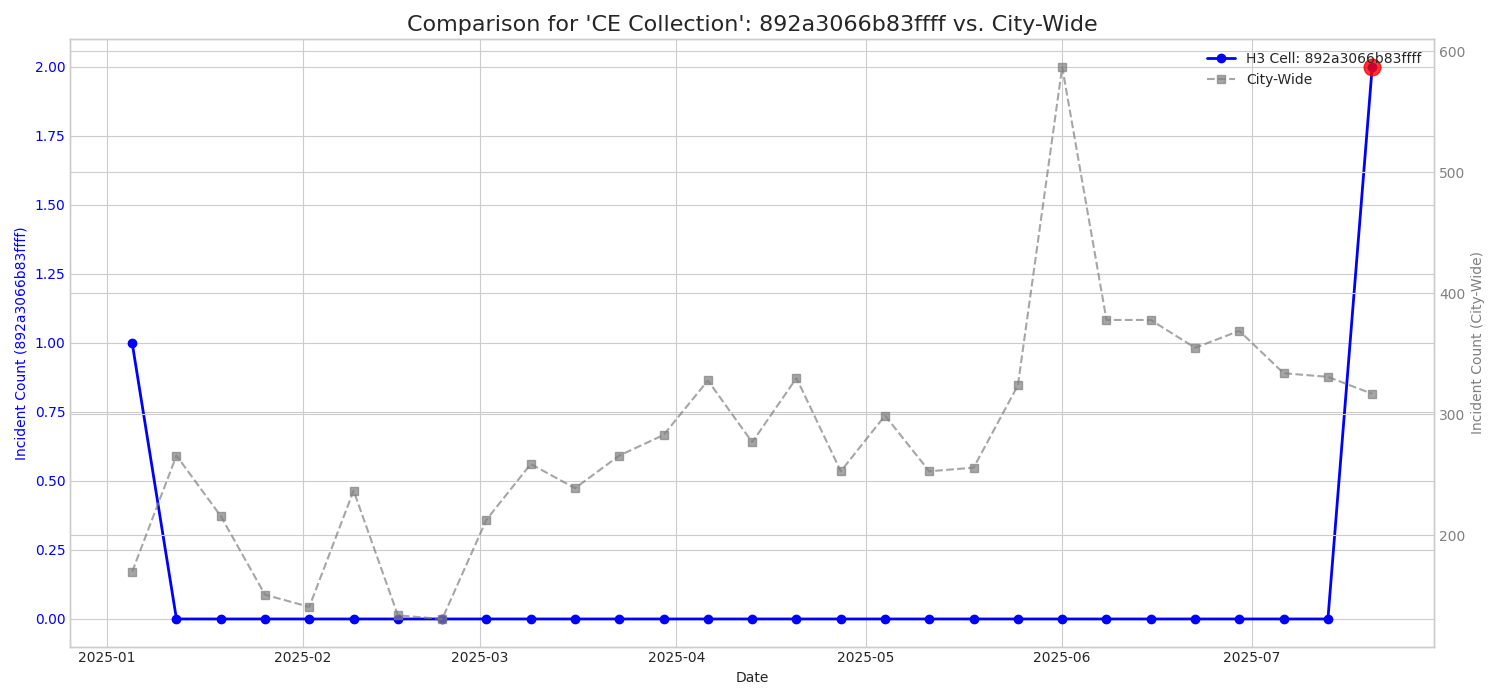 Comparison for 'CE Collection': 892a3066b83ffff vs. City-Wide
H3 Cell: 892a3066b83ffff
City-Wide
Incident Count (892a3066b83ffff)
2.00
1.75
1.50
1.25
1.00
0.75
0.50
0.25
0.00
600
500
400
300
200
Incident Count (City-Wide)
2025-01 2025-02 2025-03 2025-04 2025-05 2025-06 2025-07
Date